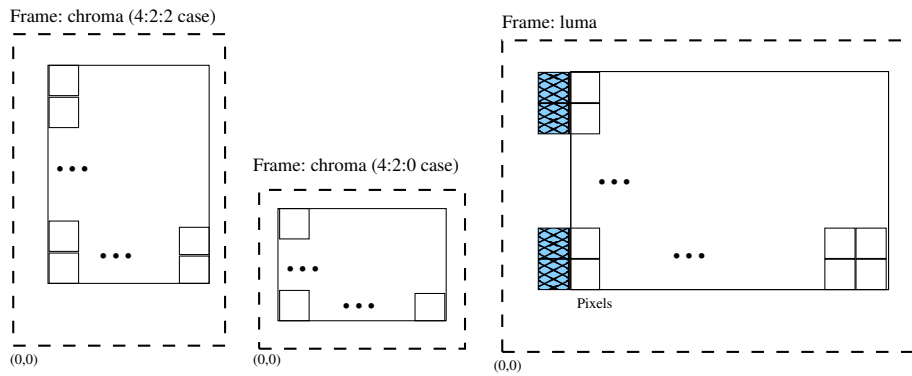 Frame: chroma (4:2:2 case)
Frame: luma
Frame: chroma (4:2:0 case)
Pixels
(0,0)
(0,0)
(0,0)